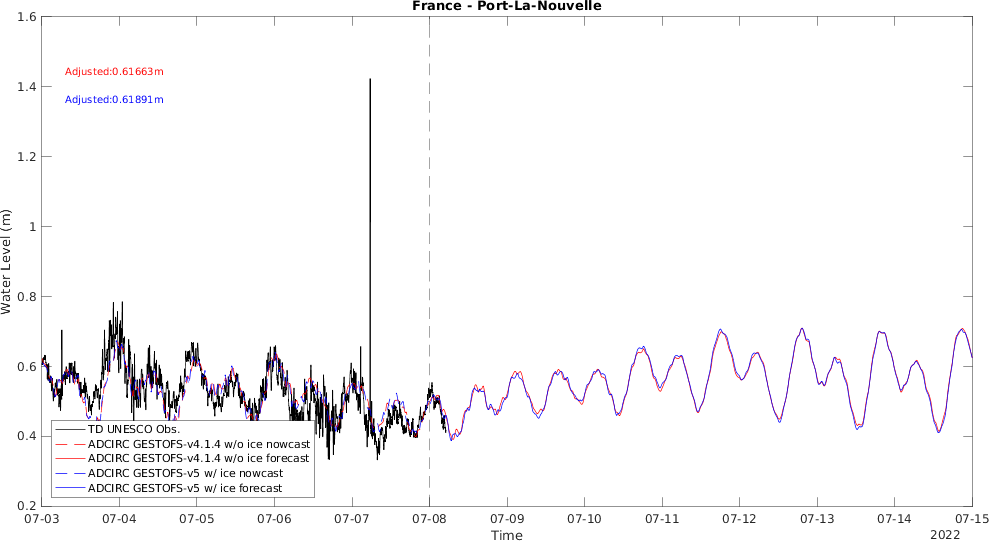 France - Port-La-Nouvelle
1.6
1.4
1.2
1
0.8
0.6
0.4
0.2
Water Level (m)
Adjusted:0.61663m
Adjusted:0.61891m
TD UNESCO Obs.
ADCIRC GESTOFS-v4.1.4 w/o ice nowcast
ADCIRC GESTOFS-v4.1.4 w/o ice forecast
ADCIRC GESTOFS-v5 w/ ice nowcast
ADCIRC GESTOFS-v5 w/ ice forecast
07-03 07-04 07-05 07-06 07-07 07-08 07-09 07-10 07-11 07-12 07-13 07-14 07-15
Time
2022